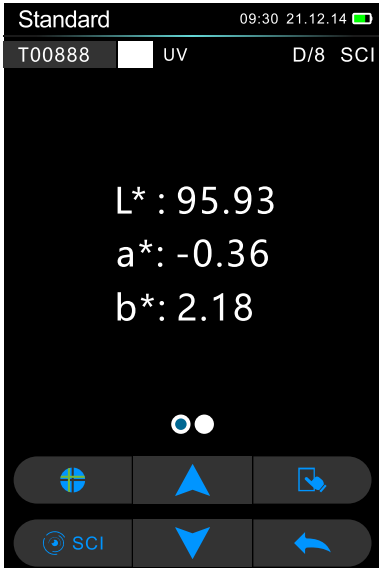 Standard 09:30 21.12.14
T00888 UV D/8 SCI
L* : 95.93
a*: -0.36
b*: 2.18
SCI